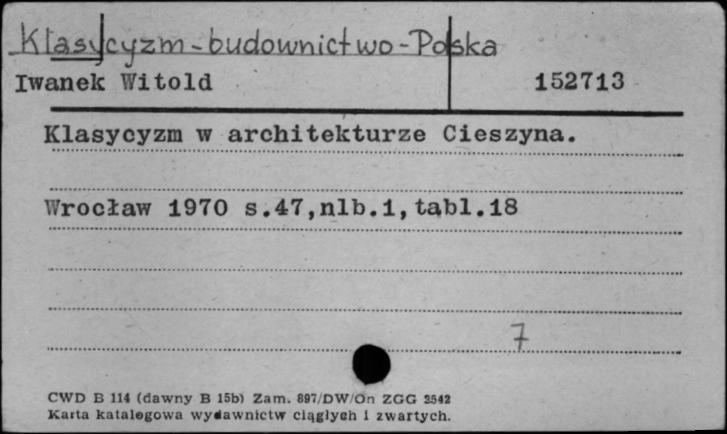 Klasycyzm - budownictwo - Polska
Iwanek Witold 152713
Klasycyzm w architekturze Cieszyna.
Wrocław 1970 s.47,nlb.1,tabl.18
7
CWD B 114 (dawny B 15b) Zam. 897/DW/On ZGG 2542
Karta katalogowa wydawnictw ciągłych i zwartych.